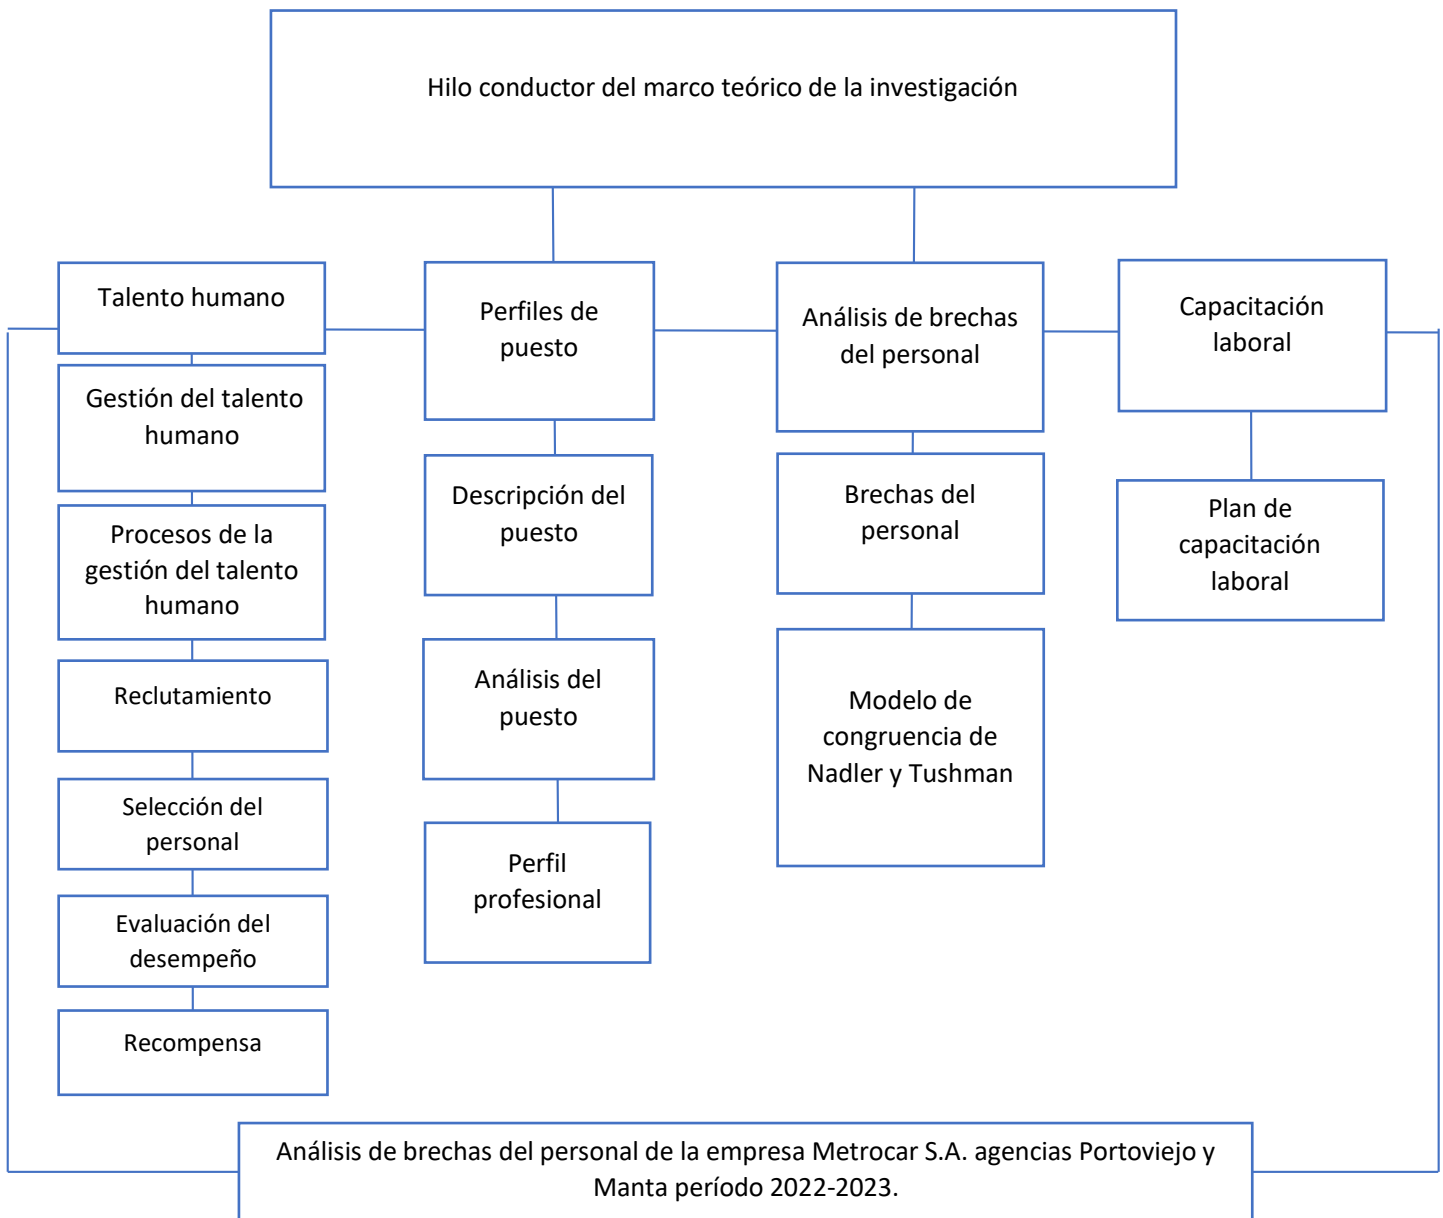 Hilo conductor del marco teórico de la investigación
Talento humano
Gestión del talento
humano
Procesos de la
gestión del talento
humano
Reclutamiento
Selección del
personal
Evaluación del
desempeño
Recompensa
Perfiles de
puesto
Descripción del
puesto
Análisis del
puesto
Perfil
profesional
Análisis de brechas
del personal
Brechas del
personal
Modelo de
congruencia de
Nadler y Tushman
Capacitación
laboral
Plan de
capacitación
laboral
Análisis de brechas del personal de la empresa Metrocar S.A. agencias Portoviejo y
Manta período 2022-2023.